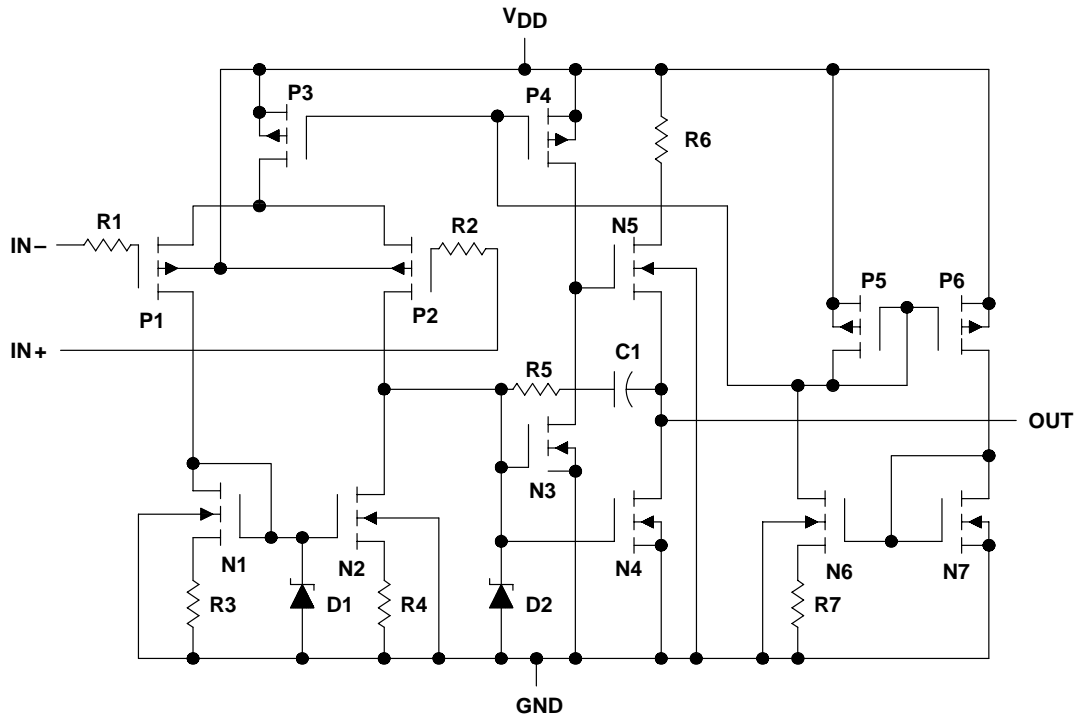 VDD
P3
P4
R6
R1
R2
N5
IN−
P5
P6
P1
P2
IN+
R5
C1
OUT
N3
N1
N2
N4
N6
N7
R3
D1
R4
D2
R7
GND